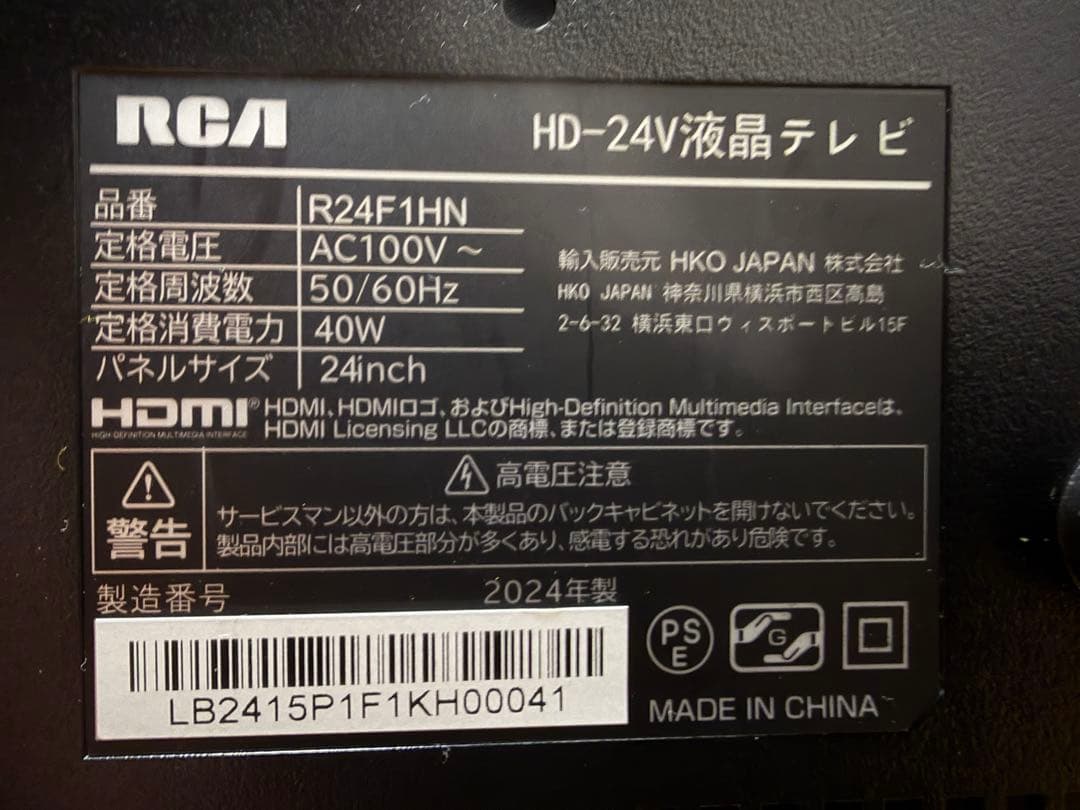 RCA
HD-24V液晶テレビ
品番 R24F1HN
定格電圧 AC100V～
定格周波数 50/60Hz
定格消費電力 40W
パネルサイズ 24inch
輸入販売元 HKO JAPAN 株式会社
HKO JAPAN 神奈川県横浜市西区高島
2-6-32 横浜東口ウィスポートビル15F
HDMI® HDMI、HDMIロゴ、およびHigh-Definition Multimedia Interfaceは、
HIGH-DEFINITION MULTIMEDIA INTERFACE
HDMI Licensing LLCの商標、または登録商標です。
警告
高電圧注意
サービスマン以外の方は、本製品のバックキャビネットを開けないでください。
製品内部には高電圧部分が多くあり、感電する恐れがあり危険です。
製造番号 2024年製
LB2415P1F1KH00041
PS
E
G
MADE IN CHINA